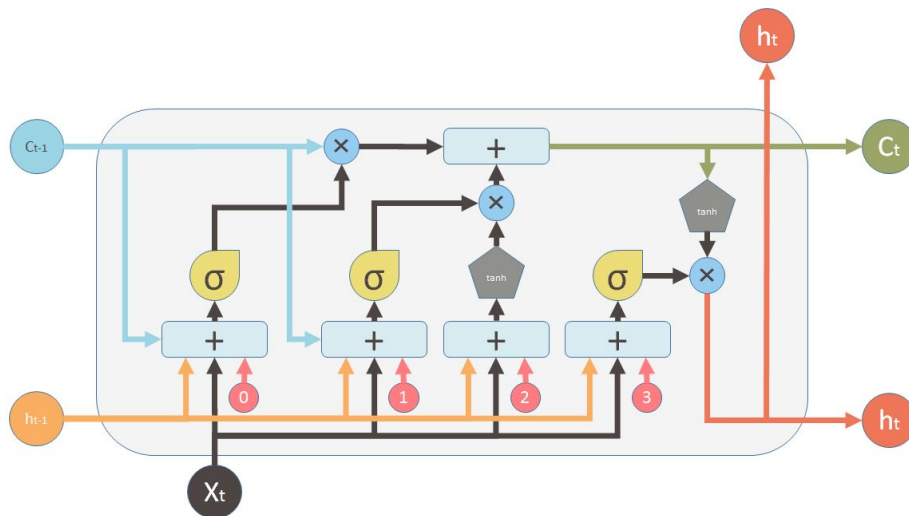 hₜ
Cₜ₋₁
×
+
Cₜ
×
tanh
σ
σ
tanh
σ
×
+
+
+
+
0
1
2
3
hₜ₋₁
hₜ
Xₜ